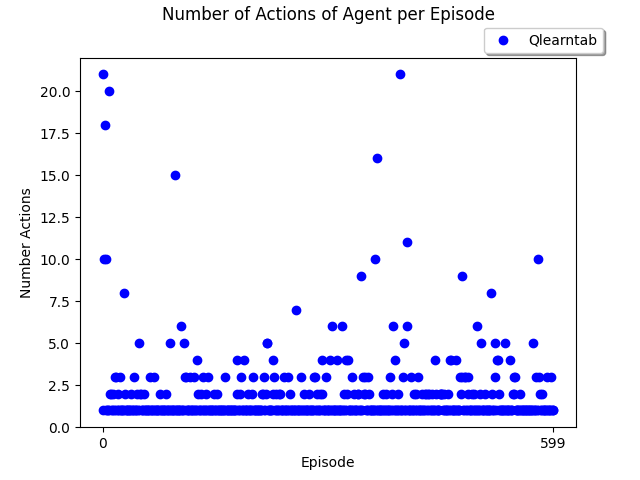 Number of Actions of Agent per Episode
Qlearntab
20.0
17.5
15.0
12.5
10.0
7.5
5.0
2.5
0.0
Number Actions
0
599
Episode